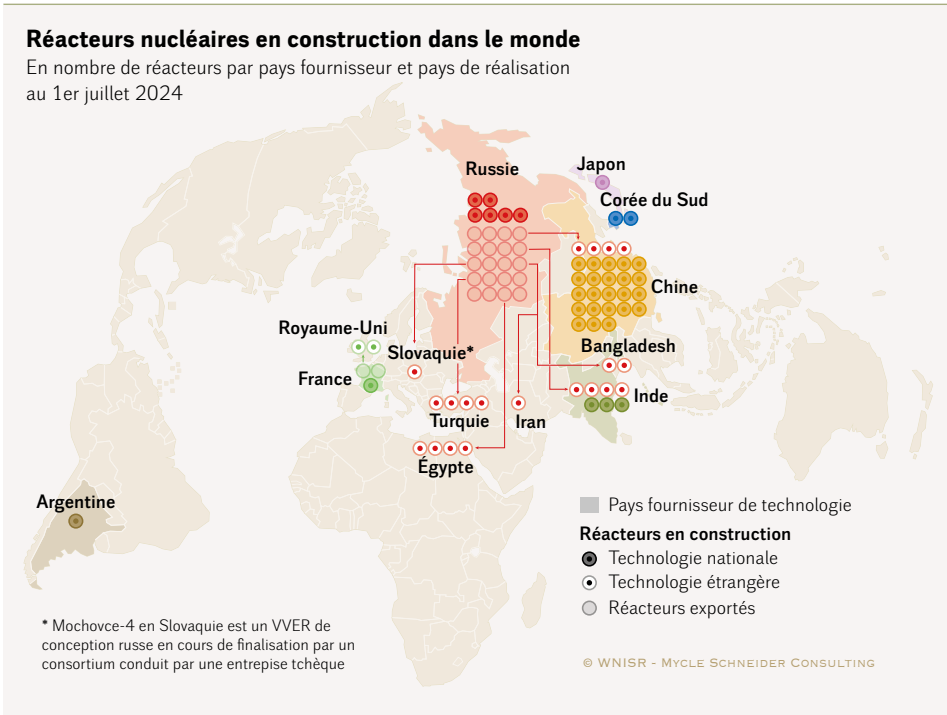 Réacteurs nucléaires en construction dans le monde
En nombre de réacteurs par pays fournisseur et pays de réalisation
au 1er juillet 2024
Russie
Japon
Corée du Sud
Chine
Royaume-Uni
Slovaquie*
Bangladesh
France
Inde
Turquie
Iran
Égypte
Argentine
Pays fournisseur de technologie
Réacteurs en construction
Technologie nationale
Technologie étrangère
Réacteurs exportés
* Mochovce-4 en Slovaquie est un VVER de
conception russe en cours de finalisation par un
consortium conduit par une entrepise tchèque
© WNISR - Mycle Schneider Consulting